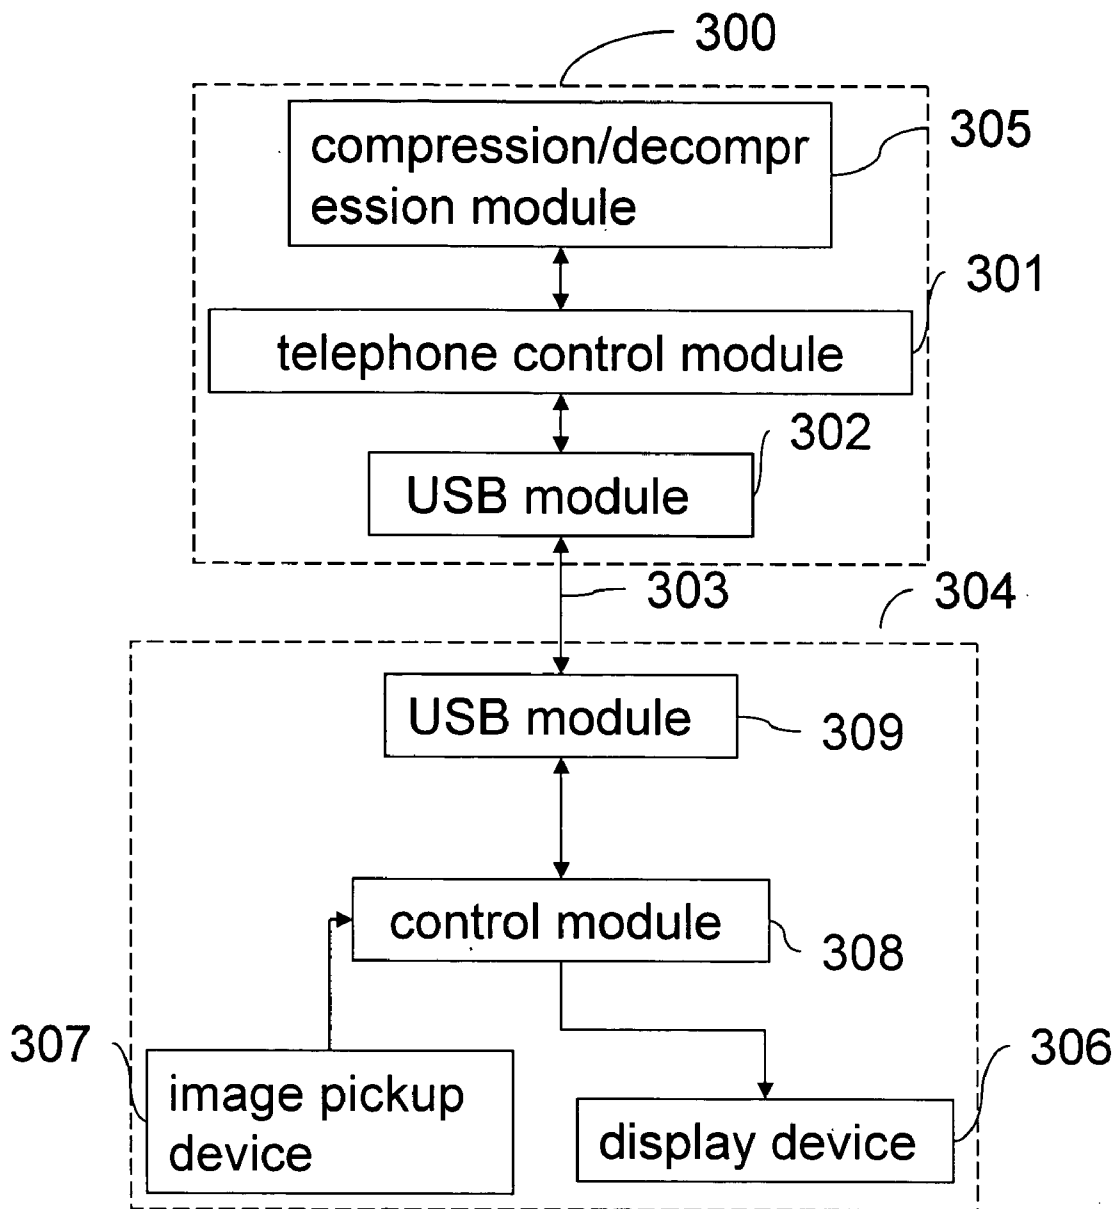 300
compression/decompr
ession module
305
301
telephone control module
302
USB module
303
304
USB module
309
control module
308
307
image pickup
device
306
display device